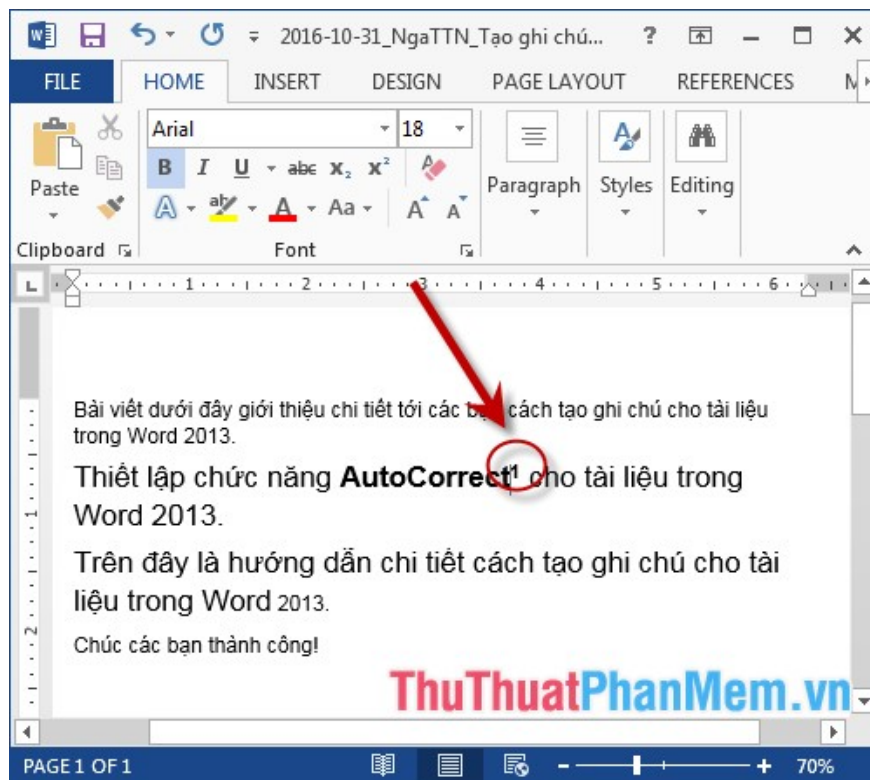 2016-10-31_NgaTTN_Tạo ghi chú... ?
FILE HOME INSERT DESIGN PAGE LAYOUT REFERENCES
Arial 18
B I U abc X₂ X²
Paste A aby A Aa A A Paragraph Styles Editing
Clipboard Font
L 1 2 3 4 5 6
Bài viết dưới đây giới thiệu chi tiết tới các bạn cách tạo ghi chú cho tài liệu
trong Word 2013.
Thiết lập chức năng AutoCorrect¹ cho tài liệu trong
Word 2013.
Trên đây là hướng dẫn chi tiết cách tạo ghi chú cho tài
liệu trong Word 2013.
Chúc các bạn thành công!
1
2
ThuThuatPhanMem.vn
PAGE 1 OF 1 70%